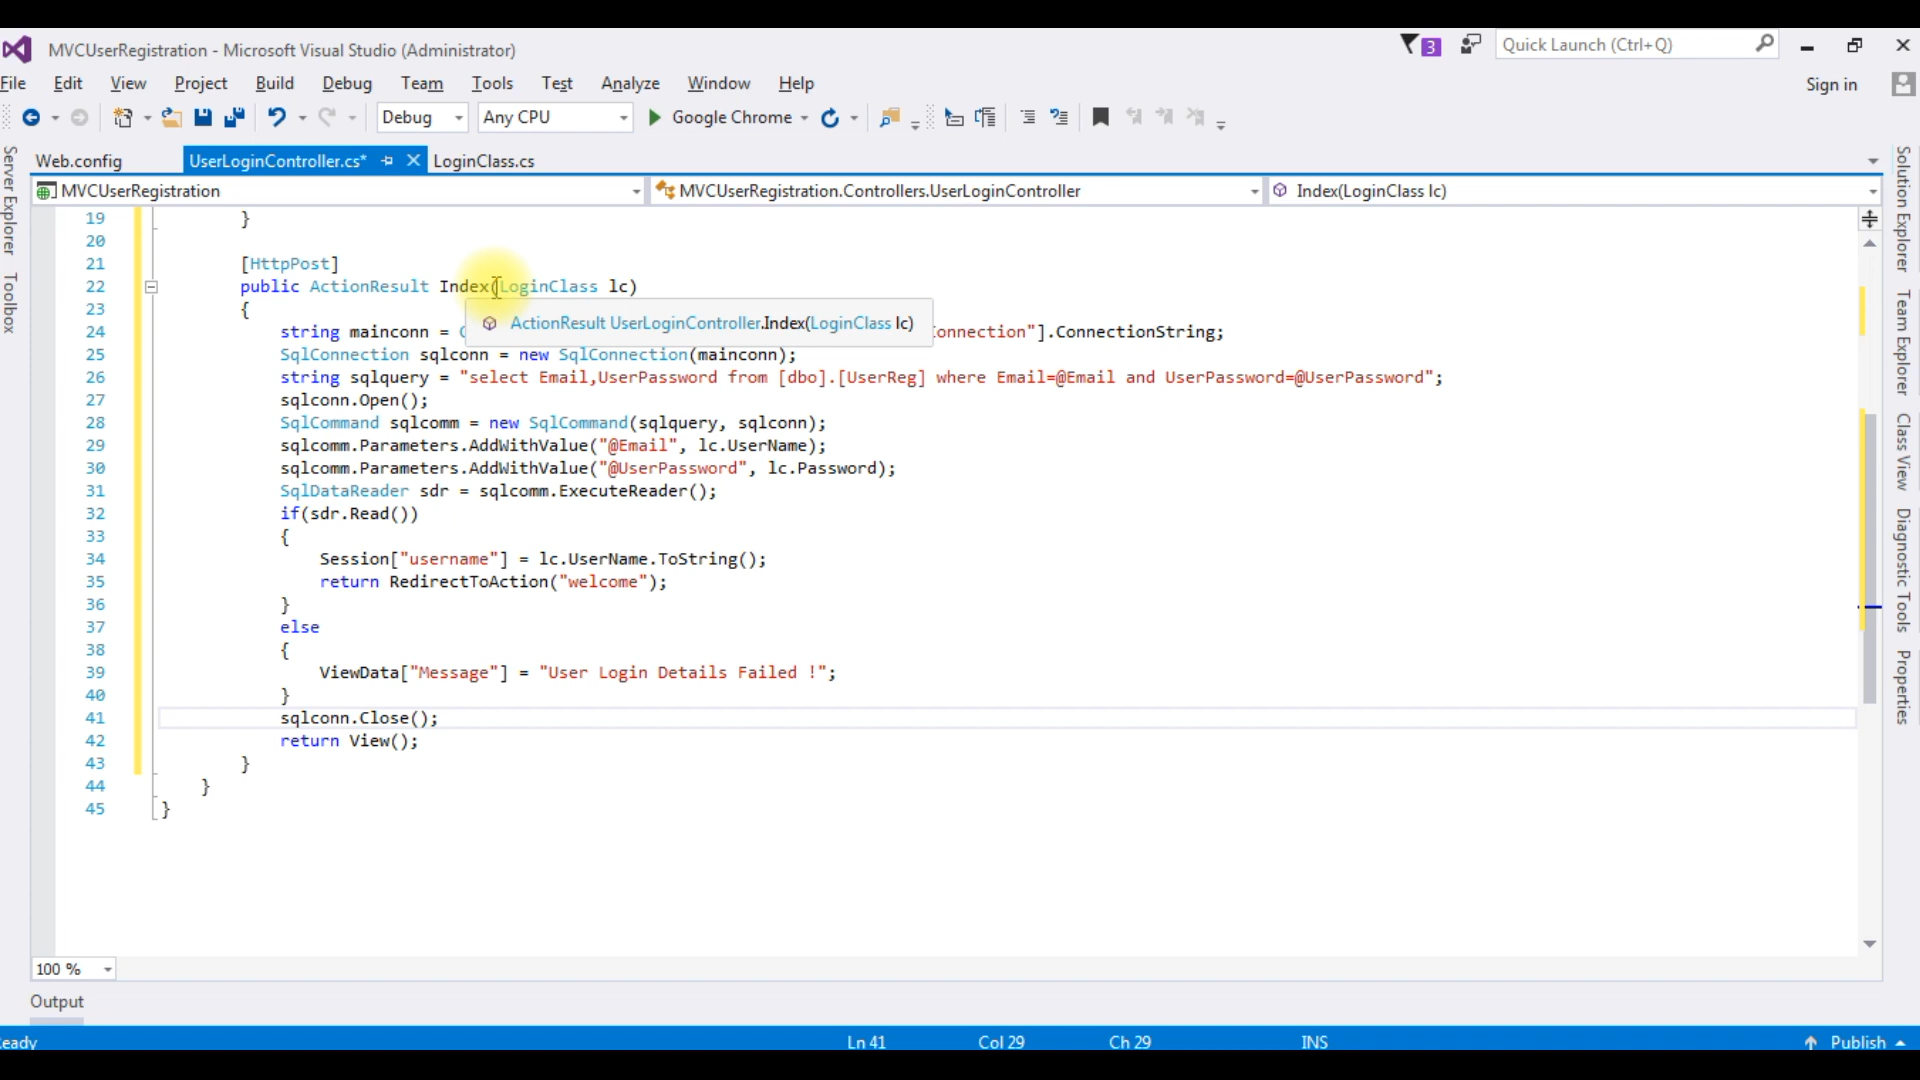 MVCUserRegistration - Microsoft Visual Studio (Administrator)
3
Quick Launch (Ctrl+Q)
File Edit View Project Build Debug Team Tools Test Analyze Window Help
Sign in
Debug Any CPU Google Chrome
Web.config UserLoginController.cs* LoginClass.cs
MVCUserRegistration MVCUserRegistration.Controllers.UserLoginController Index(LoginClass lc)
Server Explorer
Toolbox
19 }
20
21 [HttpPost]
22 public ActionResult Index(LoginClass lc)
23 {
ActionResult UserLoginController.Index(LoginClass lc)
24 string mainconn = onnection"].ConnectionString;
25 SqlConnection sqlconn = new SqlConnection(mainconn);
26 string sqlquery = "select Email,UserPassword from [dbo].[UserReg] where Email=@Email and UserPassword=@UserPassword";
27 sqlconn.Open();
28 SqlCommand sqlcomm = new SqlCommand(sqlquery, sqlconn);
29 sqlcomm.Parameters.AddWithValue("@Email", lc.UserName);
30 sqlcomm.Parameters.AddWithValue("@UserPassword", lc.Password);
31 SqlDataReader sdr = sqlcomm.ExecuteReader();
32 if(sdr.Read())
33 {
34 Session["username"] = lc.UserName.ToString();
35 return RedirectToAction("welcome");
36 }
37 else
38 {
39 ViewData["Message"] = "User Login Details Failed !";
40 }
41 sqlconn.Close();
42 return View();
43 }
44 }
45 }
Solution Explorer
Team Explorer
Class View
Diagnostic Tools
Properties
100 %
Output
eady Ln 41 Col 29 Ch 29 INS Publish